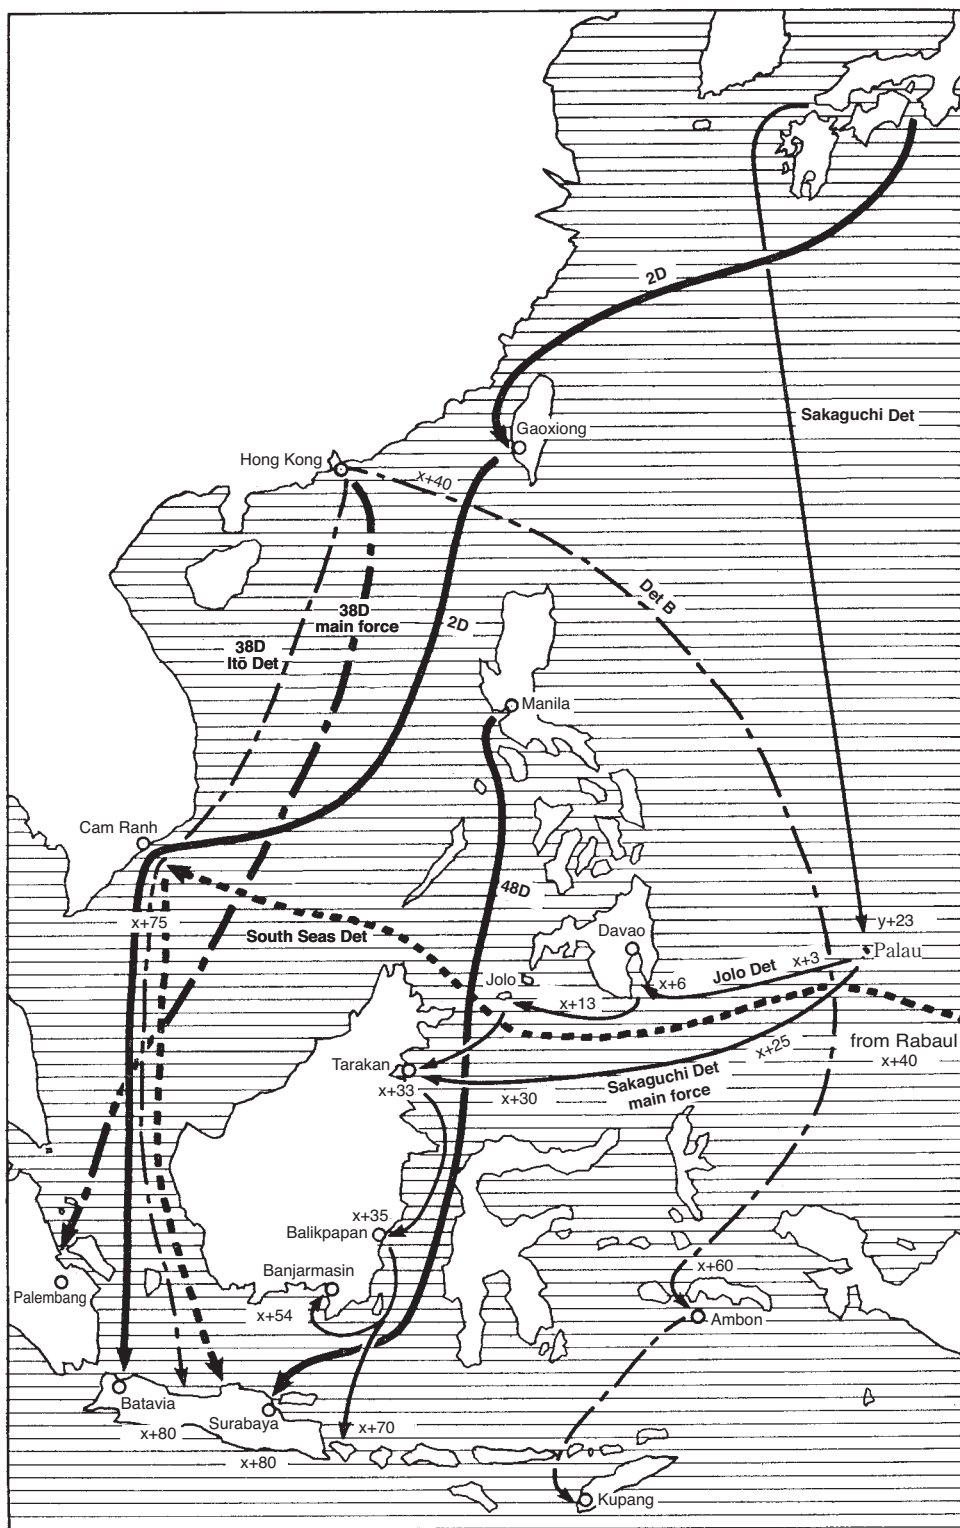 2D
Sakaguchi Det
Gaoxiong
Hong Kong
x+40
Det B
38D
main force
2D
38D
Itō Det
Manila
Cam Ranh
48D
x+75
y+23
South Seas Det
Davao
Palau
x+3
Jolo Det
Jolo
x+6
x+13
from Rabaul
x+40
x+25
Tarakan
Sakaguchi Det
main force
x+33
x+30
x+35
Balikpapan
x+60
Banjarmasin
Palembang
x+54
Ambon
Batavia
Surabaya
x+70
x+80
x+80
Kupang